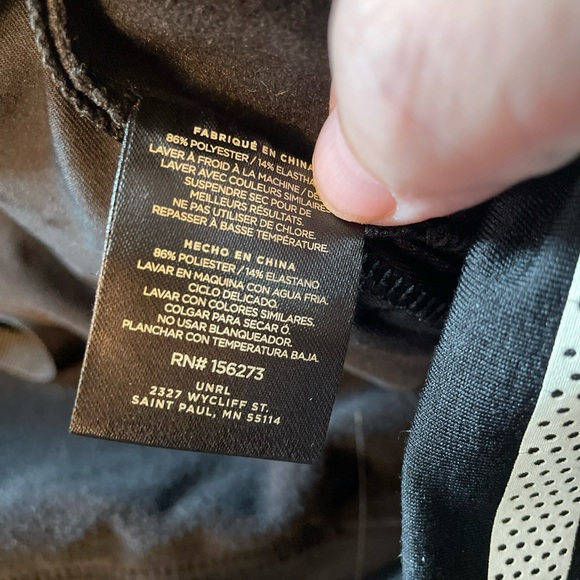 FABRIQUÉ EN CHINA
86% POLYESTER / 14% ELASTHA
LAVER À FROID À LA MACHINE / DÉL
LAVER AVEC COULEURS SIMILAIRES
SUSPENDRE SEC POUR DE
MEILLEURS RÉSULTATS.
NE PAS UTILISER DE CHLORE.
REPASSER À BASSE TEMPÉRATURE.
HECHO EN CHINA
86% POLIESTER / 14% ELASTANO
LAVAR EN MAQUINA CON AGUA FRIA.
CICLO DELICADO.
LAVAR CON COLORES SIMILARES.
COLGAR PARA SECAR Ó.
NO USAR BLANQUEADOR.
PLANCHAR CON TEMPERATURA BAJA.
RN# 156273
UNRL
2327 WYCLIFF ST.
SAINT PAUL, MN 55114